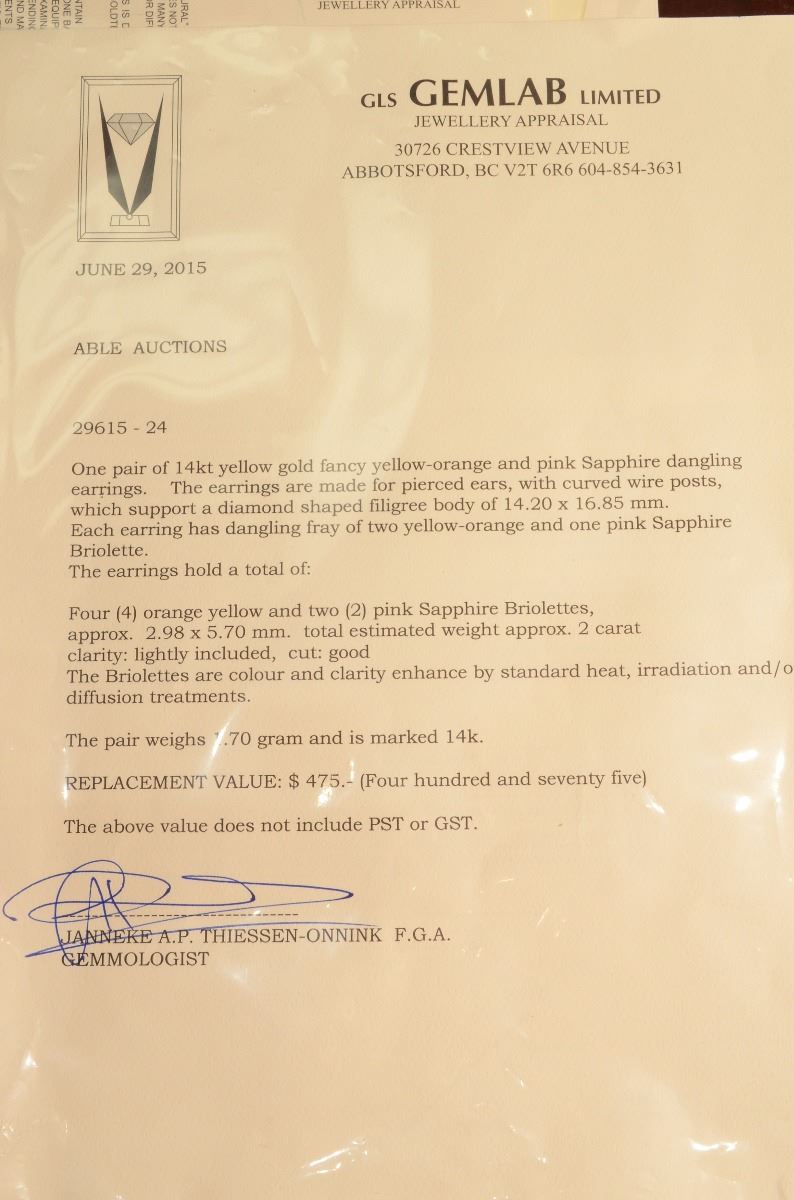 JEWELLERY APPRAISAL
GLS GEMLAB LIMITED
JEWELLERY APPRAISAL
30726 CRESTVIEW AVENUE
ABBOTSFORD, BC V2T 6R6 604-854-3631
JUNE 29, 2015
ABLE AUCTIONS
29615 - 24
One pair of 14kt yellow gold fancy yellow-orange and pink Sapphire dangling
earrings. The earrings are made for pierced ears, with curved wire posts,
which support a diamond shaped filigree body of 14.20 x 16.85 mm.
Each earring has dangling fray of two yellow-orange and one pink Sapphire
Briolette.
The earrings hold a total of:
Four (4) orange yellow and two (2) pink Sapphire Briolettes,
approx. 2.98 x 5.70 mm. total estimated weight approx. 2 carat
clarity: lightly included, cut: good
The Briolettes are colour and clarity enhance by standard heat, irradiation and/o
diffusion treatments.
The pair weighs 1.70 gram and is marked 14k.
REPLACEMENT VALUE: $ 475.- (Four hundred and seventy five)
The above value does not include PST or GST.
JANNEKE A.P. THIESSEN-ONNINK F.G.A.
GEMMOLOGIST